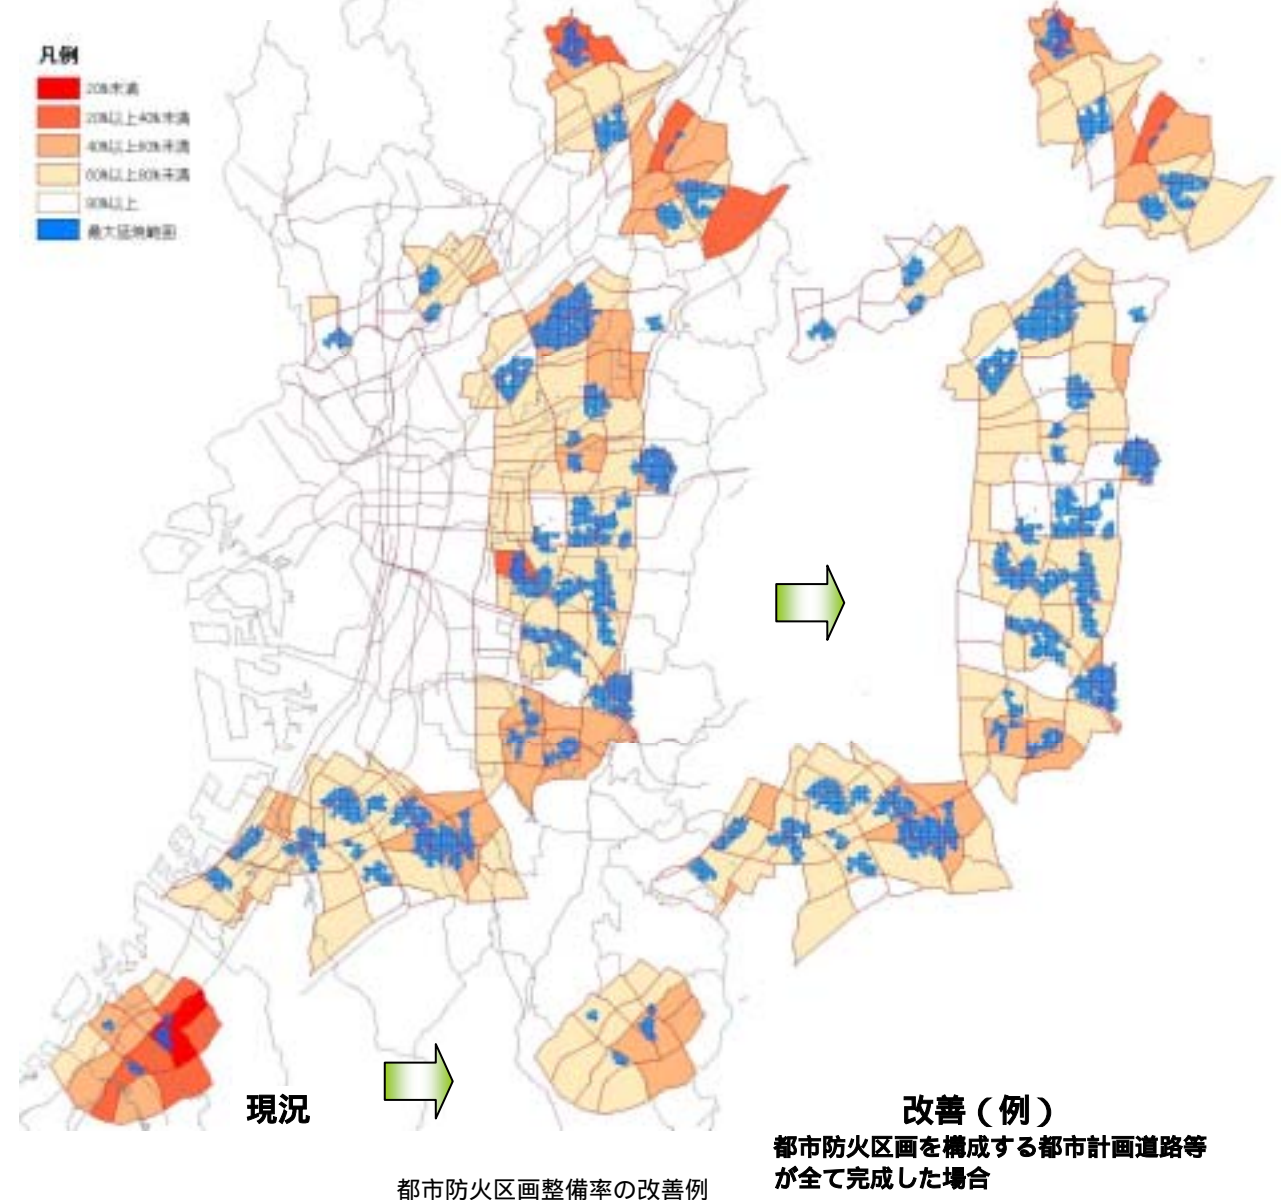 凡例
20%未満
20%以上40%未満
40%以上60%未満
60%以上80%未満
80%以上
最大延焼範囲
現況
改善（例）
都市防火区画を構成する都市計画道路等
が全て完成した場合
都市防火区画整備率の改善例